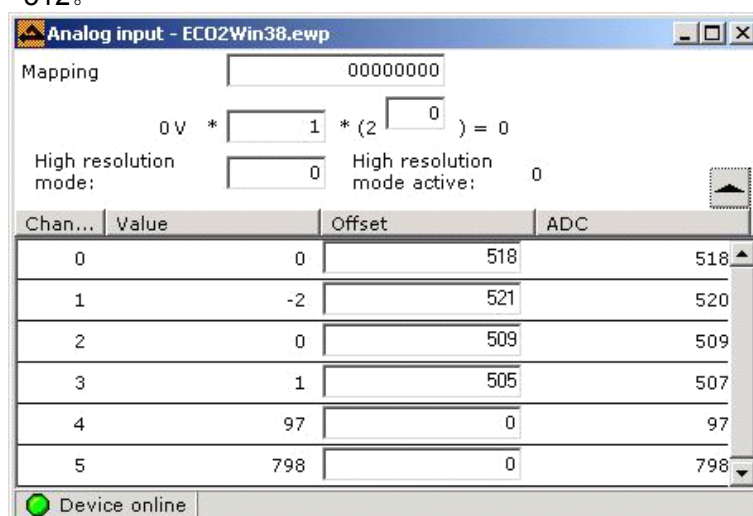 512。
Analog input - ECO2Win38.ewp
Mapping 00000000
0 V * 1 * (2 0 ) = 0
High resolution mode: 0 High resolution mode active: 0
Chan... Value Offset ADC
0 0 518 518
1 -2 521 520
2 0 509 509
3 1 505 507
4 97 0 97
5 798 0 798
Device online